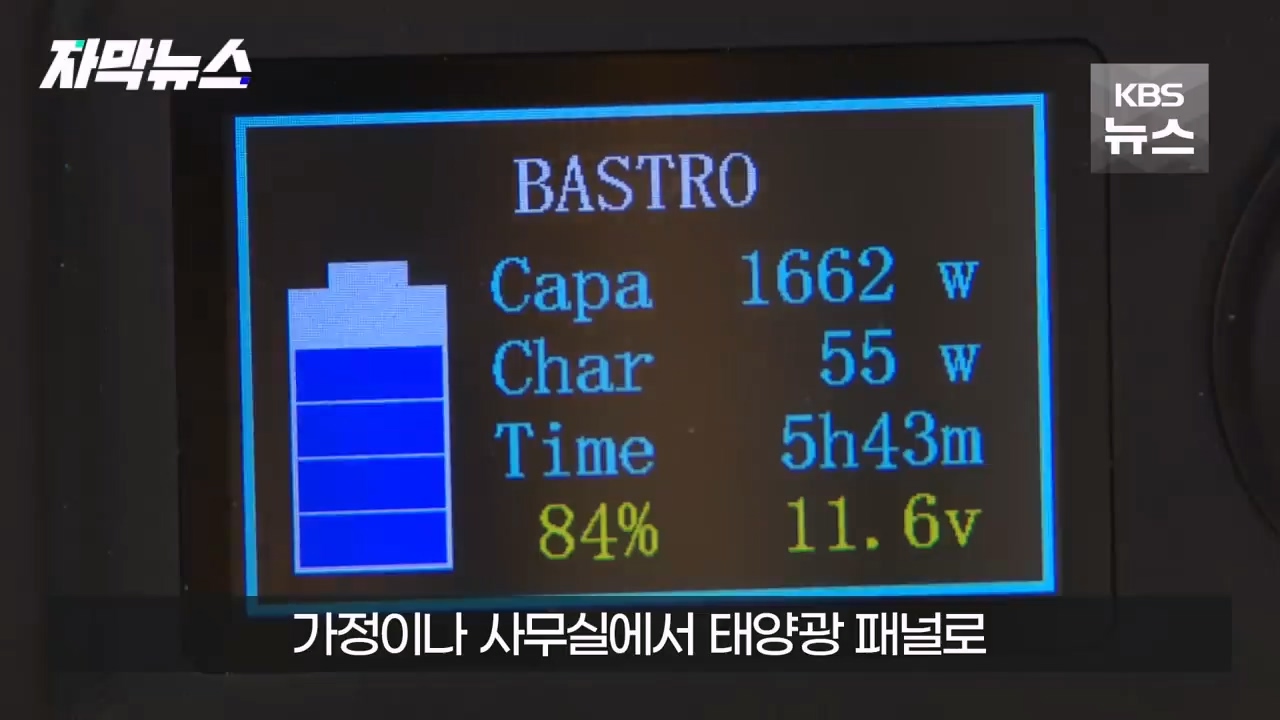 자막뉴스
KBS
뉴스
BASTRO
Capa 1662 w
Char 55 w
Time 5h43m
84% 11.6v
가정이나 사무실에서 태양광 패널로